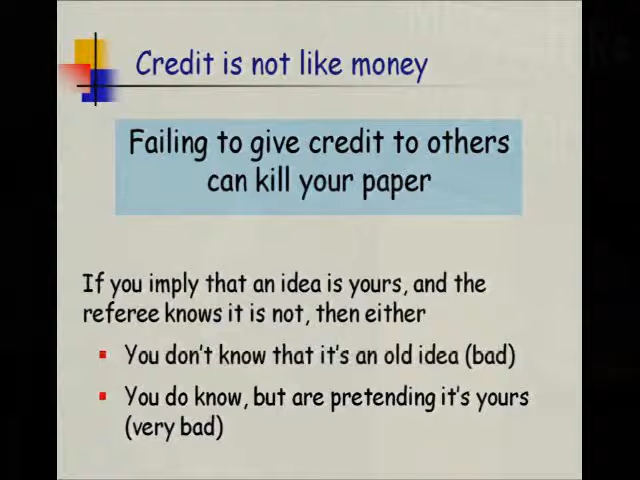 Credit is not like money
Failing to give credit to others
can kill your paper
If you imply that an idea is yours, and the
referee knows it is not, then either
▪ You don't know that it's an old idea (bad)
▪ You do know, but are pretending it's yours
(very bad)